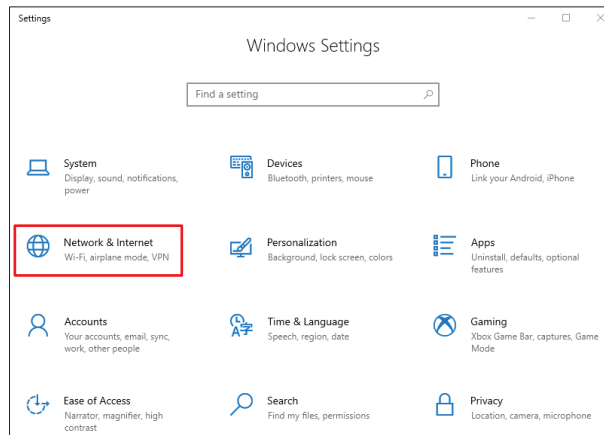 Settings
Windows Settings
Find a setting
System
Display, sound, notifications,
power
Devices
Bluetooth, printers, mouse
Phone
Link your Android, iPhone
Network & Internet
Wi-Fi, airplane mode, VPN
Personalization
Background, lock screen, colors
Apps
Uninstall, defaults, optional
features
Accounts
Your accounts, email, sync,
work, other people
Time & Language
Speech, region, date
Gaming
Xbox Game Bar, captures, Game
Mode
Ease of Access
Narrator, magnifier, high
contrast
Search
Find my files, permissions
Privacy
Location, camera, microphone